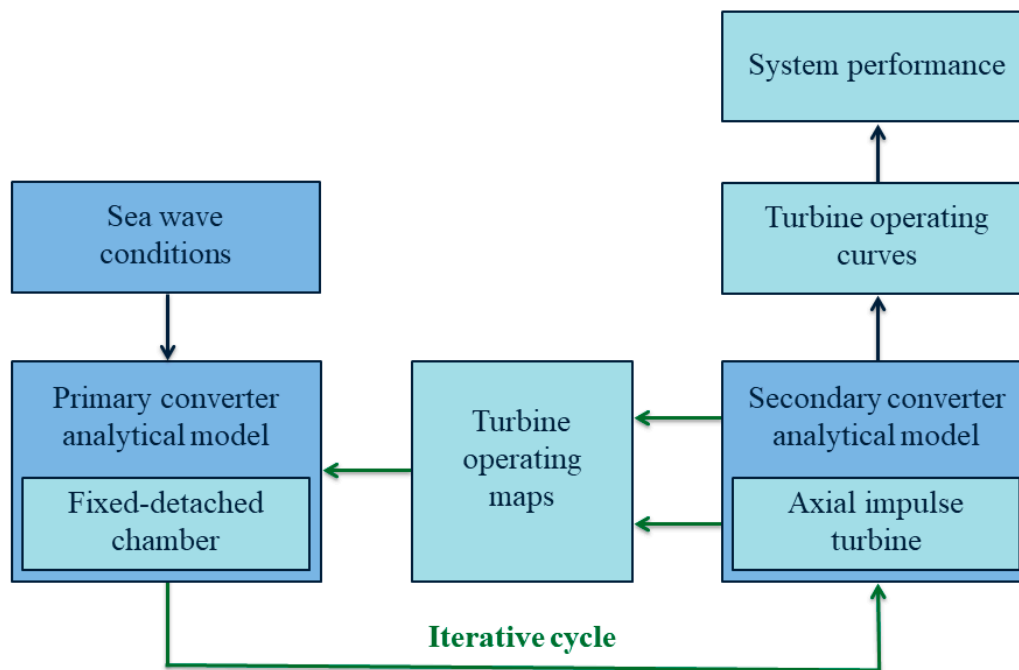 System performance
Sea wave
conditions
Turbine operating
curves
Primary converter
analytical model
Fixed-detached
chamber
Turbine
operating
maps
Secondary converter
analytical model
Axial impulse
turbine
Iterative cycle